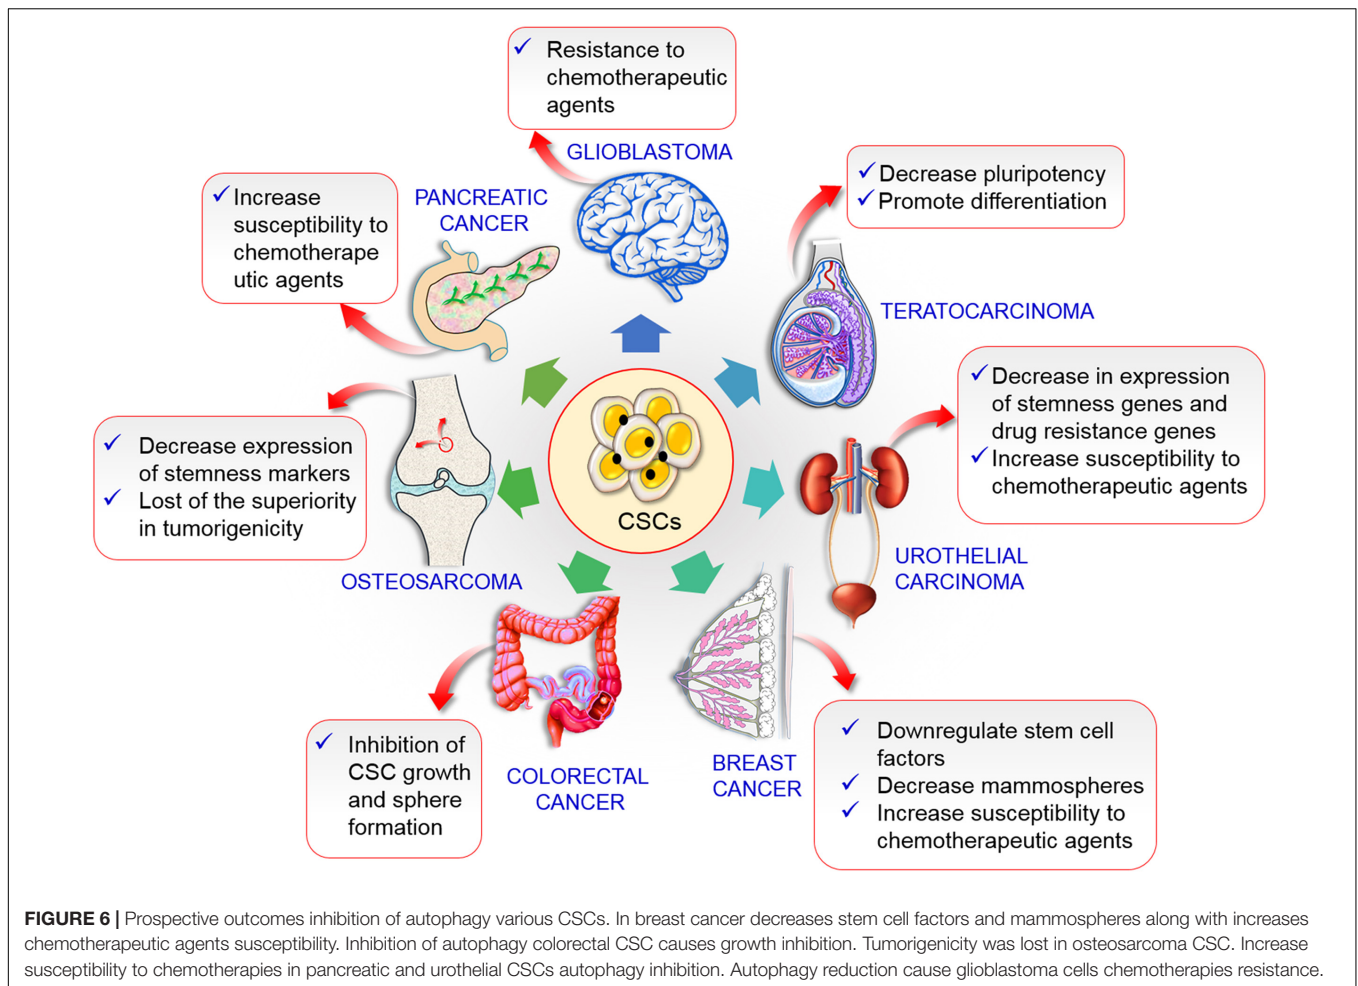 ✓ Resistance to
chemotherapeutic
agents
GLIOBLASTOMA
✓ Decrease pluripotency
✓ Promote differentiation
TERATOCARCINOMA
PANCREATIC
CANCER
✓ Increase
susceptibility to
chemotherape
utic agents
✓ Decrease in expression
of stemness genes and
drug resistance genes
✓ Increase susceptibility to
chemotherapeutic agents
UROTHELIAL
CARCINOMA
✓ Decrease expression
of stemness markers
✓ Lost of the superiority
in tumorigenicity
OSTEOSARCOMA
CSCs
✓ Inhibition of
CSC growth
and sphere
formation
COLORECTAL
CANCER
BREAST
CANCER
✓ Downregulate stem cell
factors
✓ Decrease mammospheres
✓ Increase susceptibility to
chemotherapeutic agents
FIGURE 6 | Prospective outcomes inhibition of autophagy various CSCs. In breast cancer decreases stem cell factors and mammospheres along with increases
chemotherapeutic agents susceptibility. Inhibition of autophagy colorectal CSC causes growth inhibition. Tumorigenicity was lost in osteosarcoma CSC. Increase
susceptibility to chemotherapies in pancreatic and urothelial CSCs autophagy inhibition. Autophagy reduction cause glioblastoma cells chemotherapies resistance.